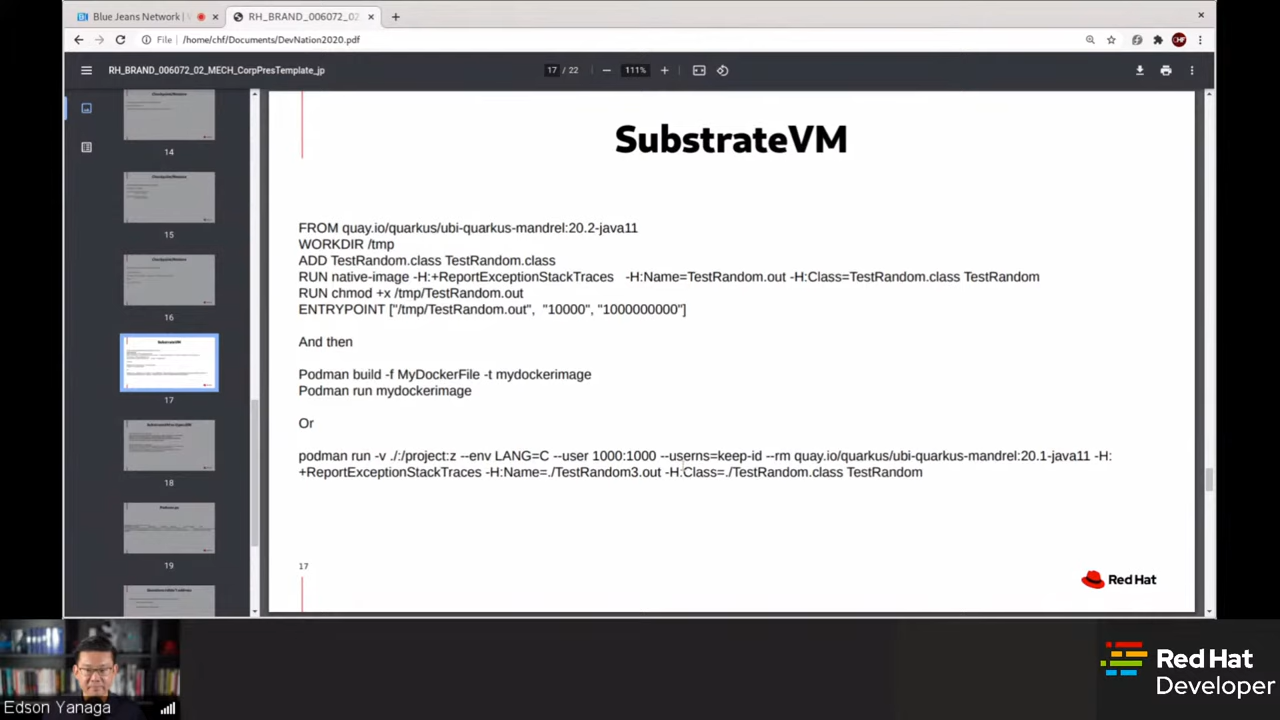 Blue Jeans Network |
RH_BRAND_006072_02
File /home/chf/Documents/DevNation2020.pdf
CHF
RH_BRAND_006072_02_MECH_CorpPresTemplate_jp
17 / 22
111%
14
15
16
17
18
19
SubstrateVM
FROM quay.io/quarkus/ubi-quarkus-mandrel:20.2-java11
WORKDIR /tmp
ADD TestRandom.class TestRandom.class
RUN native-image -H:+ReportExceptionStackTraces -H:Name=TestRandom.out -H:Class=TestRandom.class TestRandom
RUN chmod +x /tmp/TestRandom.out
ENTRYPOINT ["/tmp/TestRandom.out", "10000", "1000000000"]
And then
Podman build -f MyDockerFile -t mydockerimage
Podman run mydockerimage
Or
podman run -v ./:/project:z --env LANG=C --user 1000:1000 --userns=keep-id --rm quay.io/quarkus/ubi-quarkus-mandrel:20.1-java11 -H:
+ReportExceptionStackTraces -H:Name=./TestRandom3.out -H:Class=./TestRandom.class TestRandom
17
Red Hat
Edson Yanaga
Red Hat
Developer